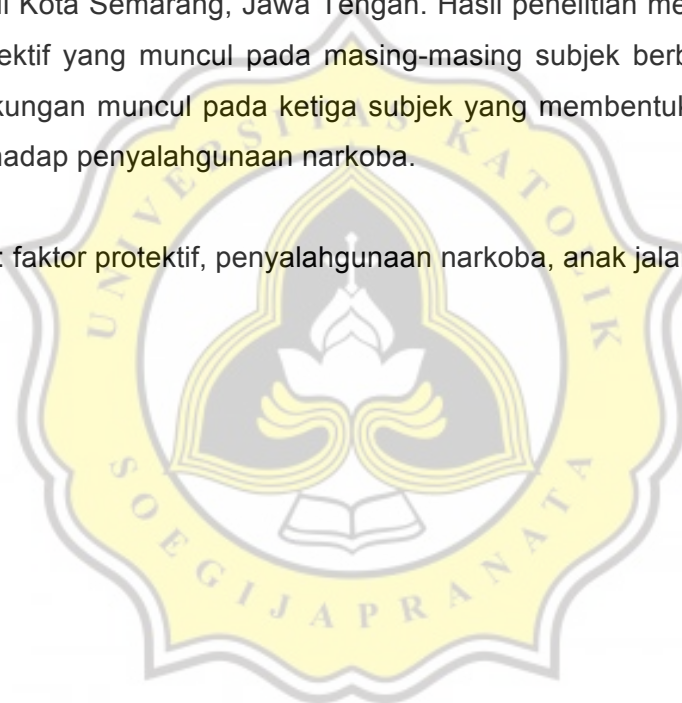 di Kota Semarang, Jawa Tengah. Hasil penelitian me
ektif yang muncul pada masing-masing subjek berb
kungan muncul pada ketiga subjek yang membentuk
hadap penyalahgunaan narkoba.
: faktor protektif, penyalahgunaan narkoba, anak jala
UNIVERSITAS KATOLIK
SOEGIJAPRANATA